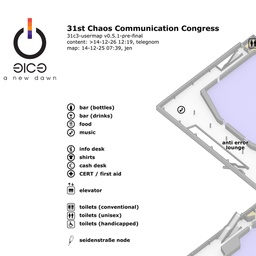 31st Chaos Communication Congress
31c3-usermap v0.5.1-pre-final
content: >14-12-26 12:19, telegnom
map: 14-12-25 07:39, jen
a new dawn
bar (bottles)
bar (drinks)
food
music
info desk
shirts
cash desk
CERT / first aid
elevator
toilets (conventional)
toilets (unisex)
toilets (handicapped)
seidenstraße node
anti error
lounge